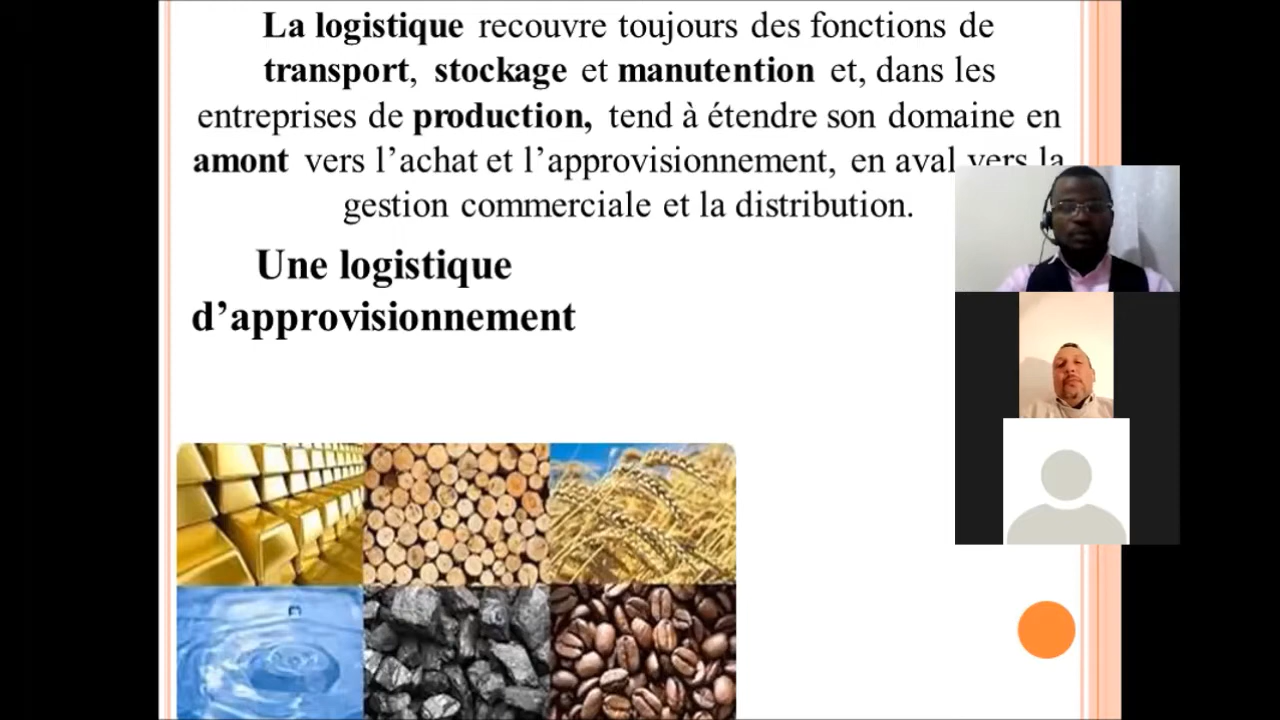 La logistique recouvre toujours des fonctions de
transport, stockage et manutention et, dans les
entreprises de production, tend à étendre son domaine en
amont vers l’achat et l’approvisionnement, en aval vers la
gestion commerciale et la distribution.
Une logistique
d’approvisionnement